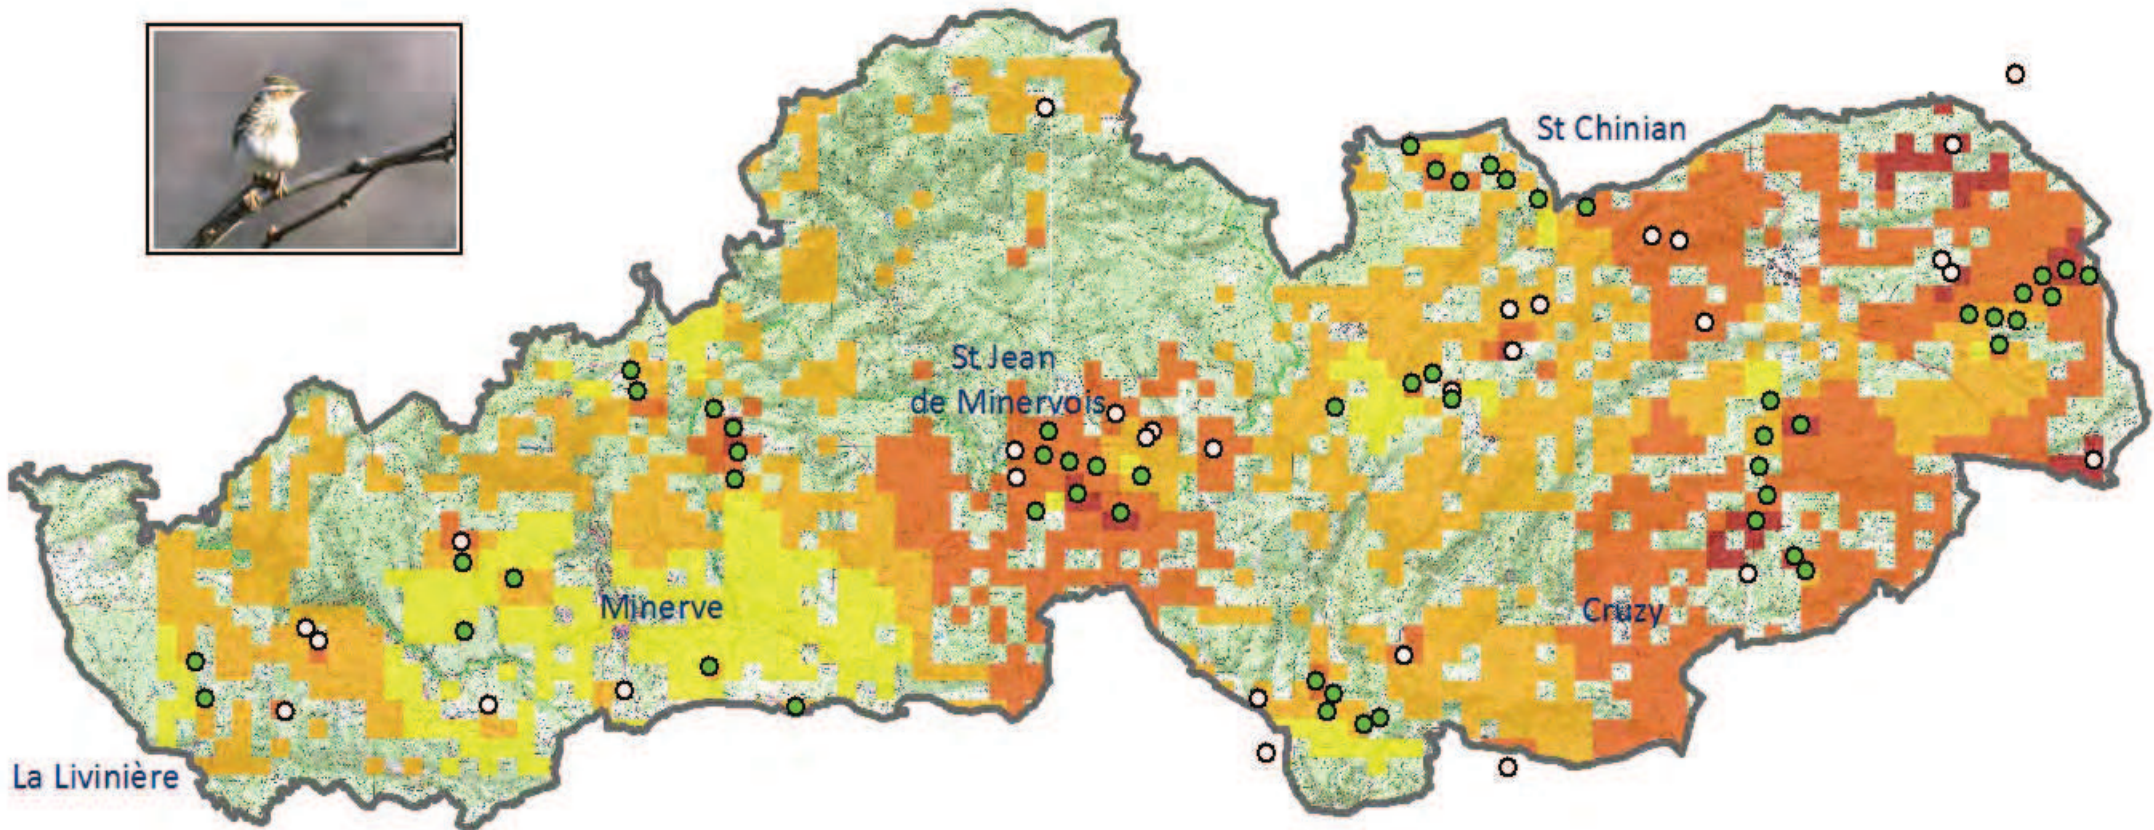 St Chinian
St Jean
de Minervois
Minerve
Cruzy
La Livinière